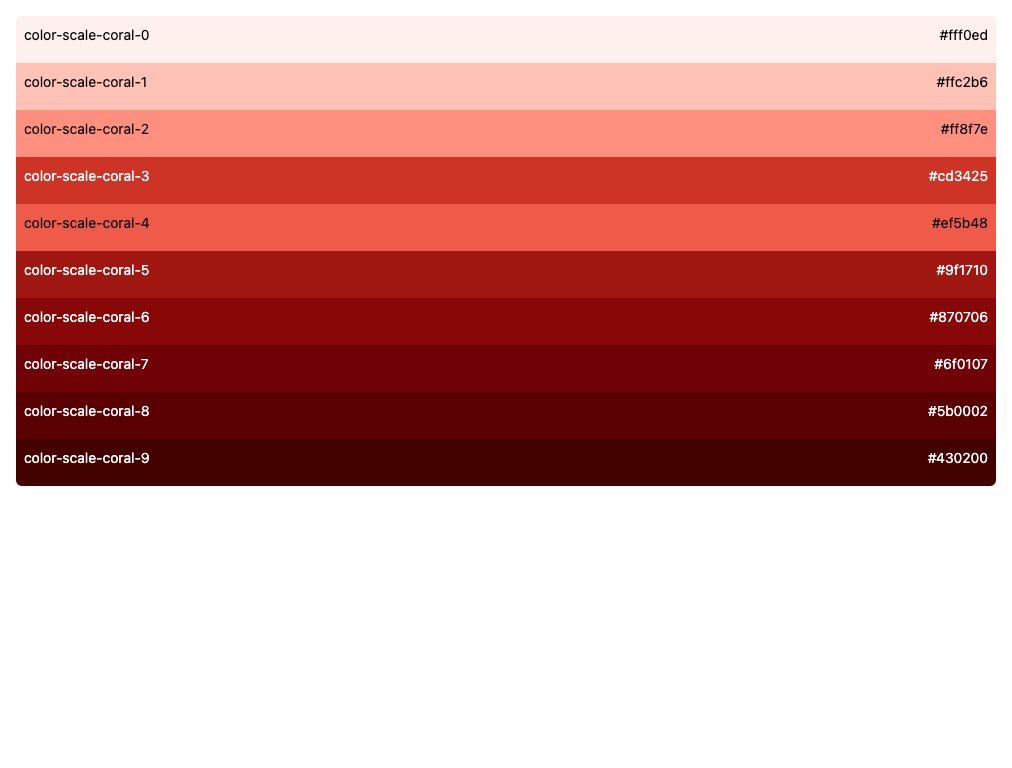 color-scale-coral-0 #fff0ed
color-scale-coral-1 #ffc2b6
color-scale-coral-2 #ff8f7e
color-scale-coral-3 #cd3425
color-scale-coral-4 #ef5b48
color-scale-coral-5 #9f1710
color-scale-coral-6 #870706
color-scale-coral-7 #6f0107
color-scale-coral-8 #5b0002
color-scale-coral-9 #430200